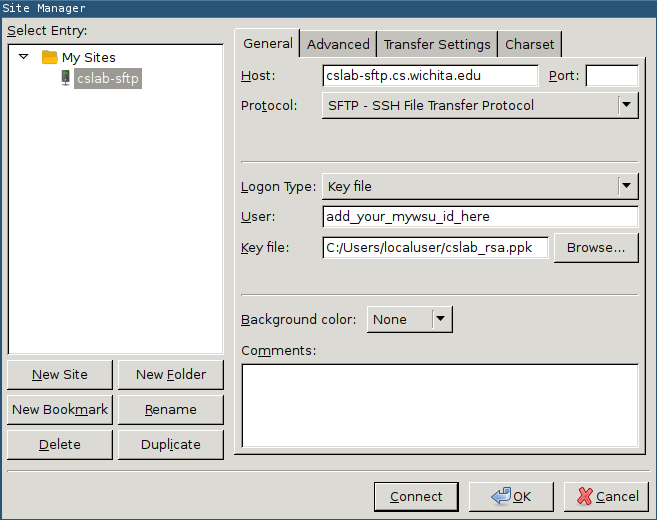 Site Manager
Select Entry:
My Sites
cslab-sftp
New Site
New Folder
New Bookmark
Rename
Delete
Duplicate
General
Advanced
Transfer Settings
Charset
Host:
cslab-sftp.cs.wichita.edu
Port:
Protocol:
SFTP - SSH File Transfer Protocol
Logon Type:
Key file
User:
add_your_mywsu_id_here
Key file:
C:/Users/localuser/cslab_rsa.ppk
Browse...
Background color:
None
Comments:
Connect
OK
Cancel